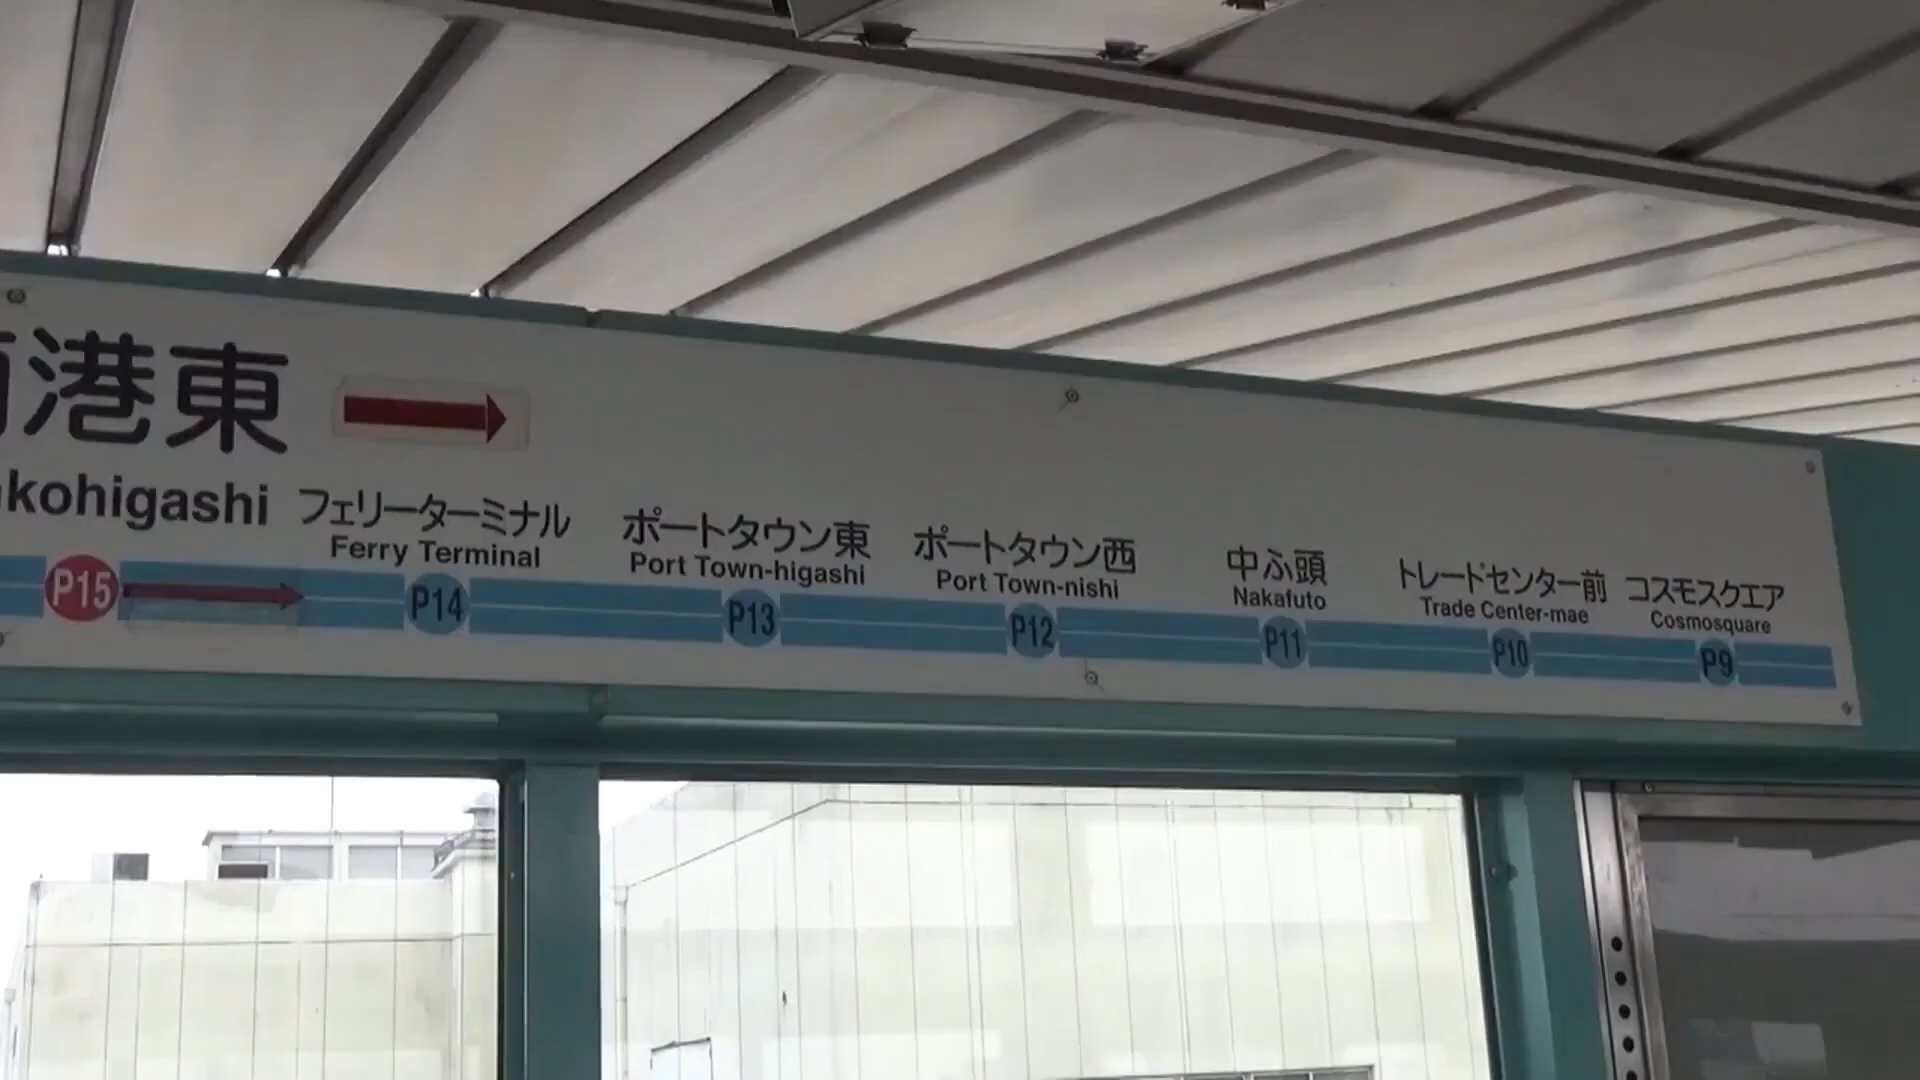 港東
kohigashi
P15
フェリーターミナル
Ferry Terminal
P14
ポートタウン東
Port Town-higashi
P13
ポートタウン西
Port Town-nishi
P12
中ふ頭
Nakafuto
P11
トレードセンター前
Trade Center-mae
P10
コスモスクエア
Cosmosquare
P9